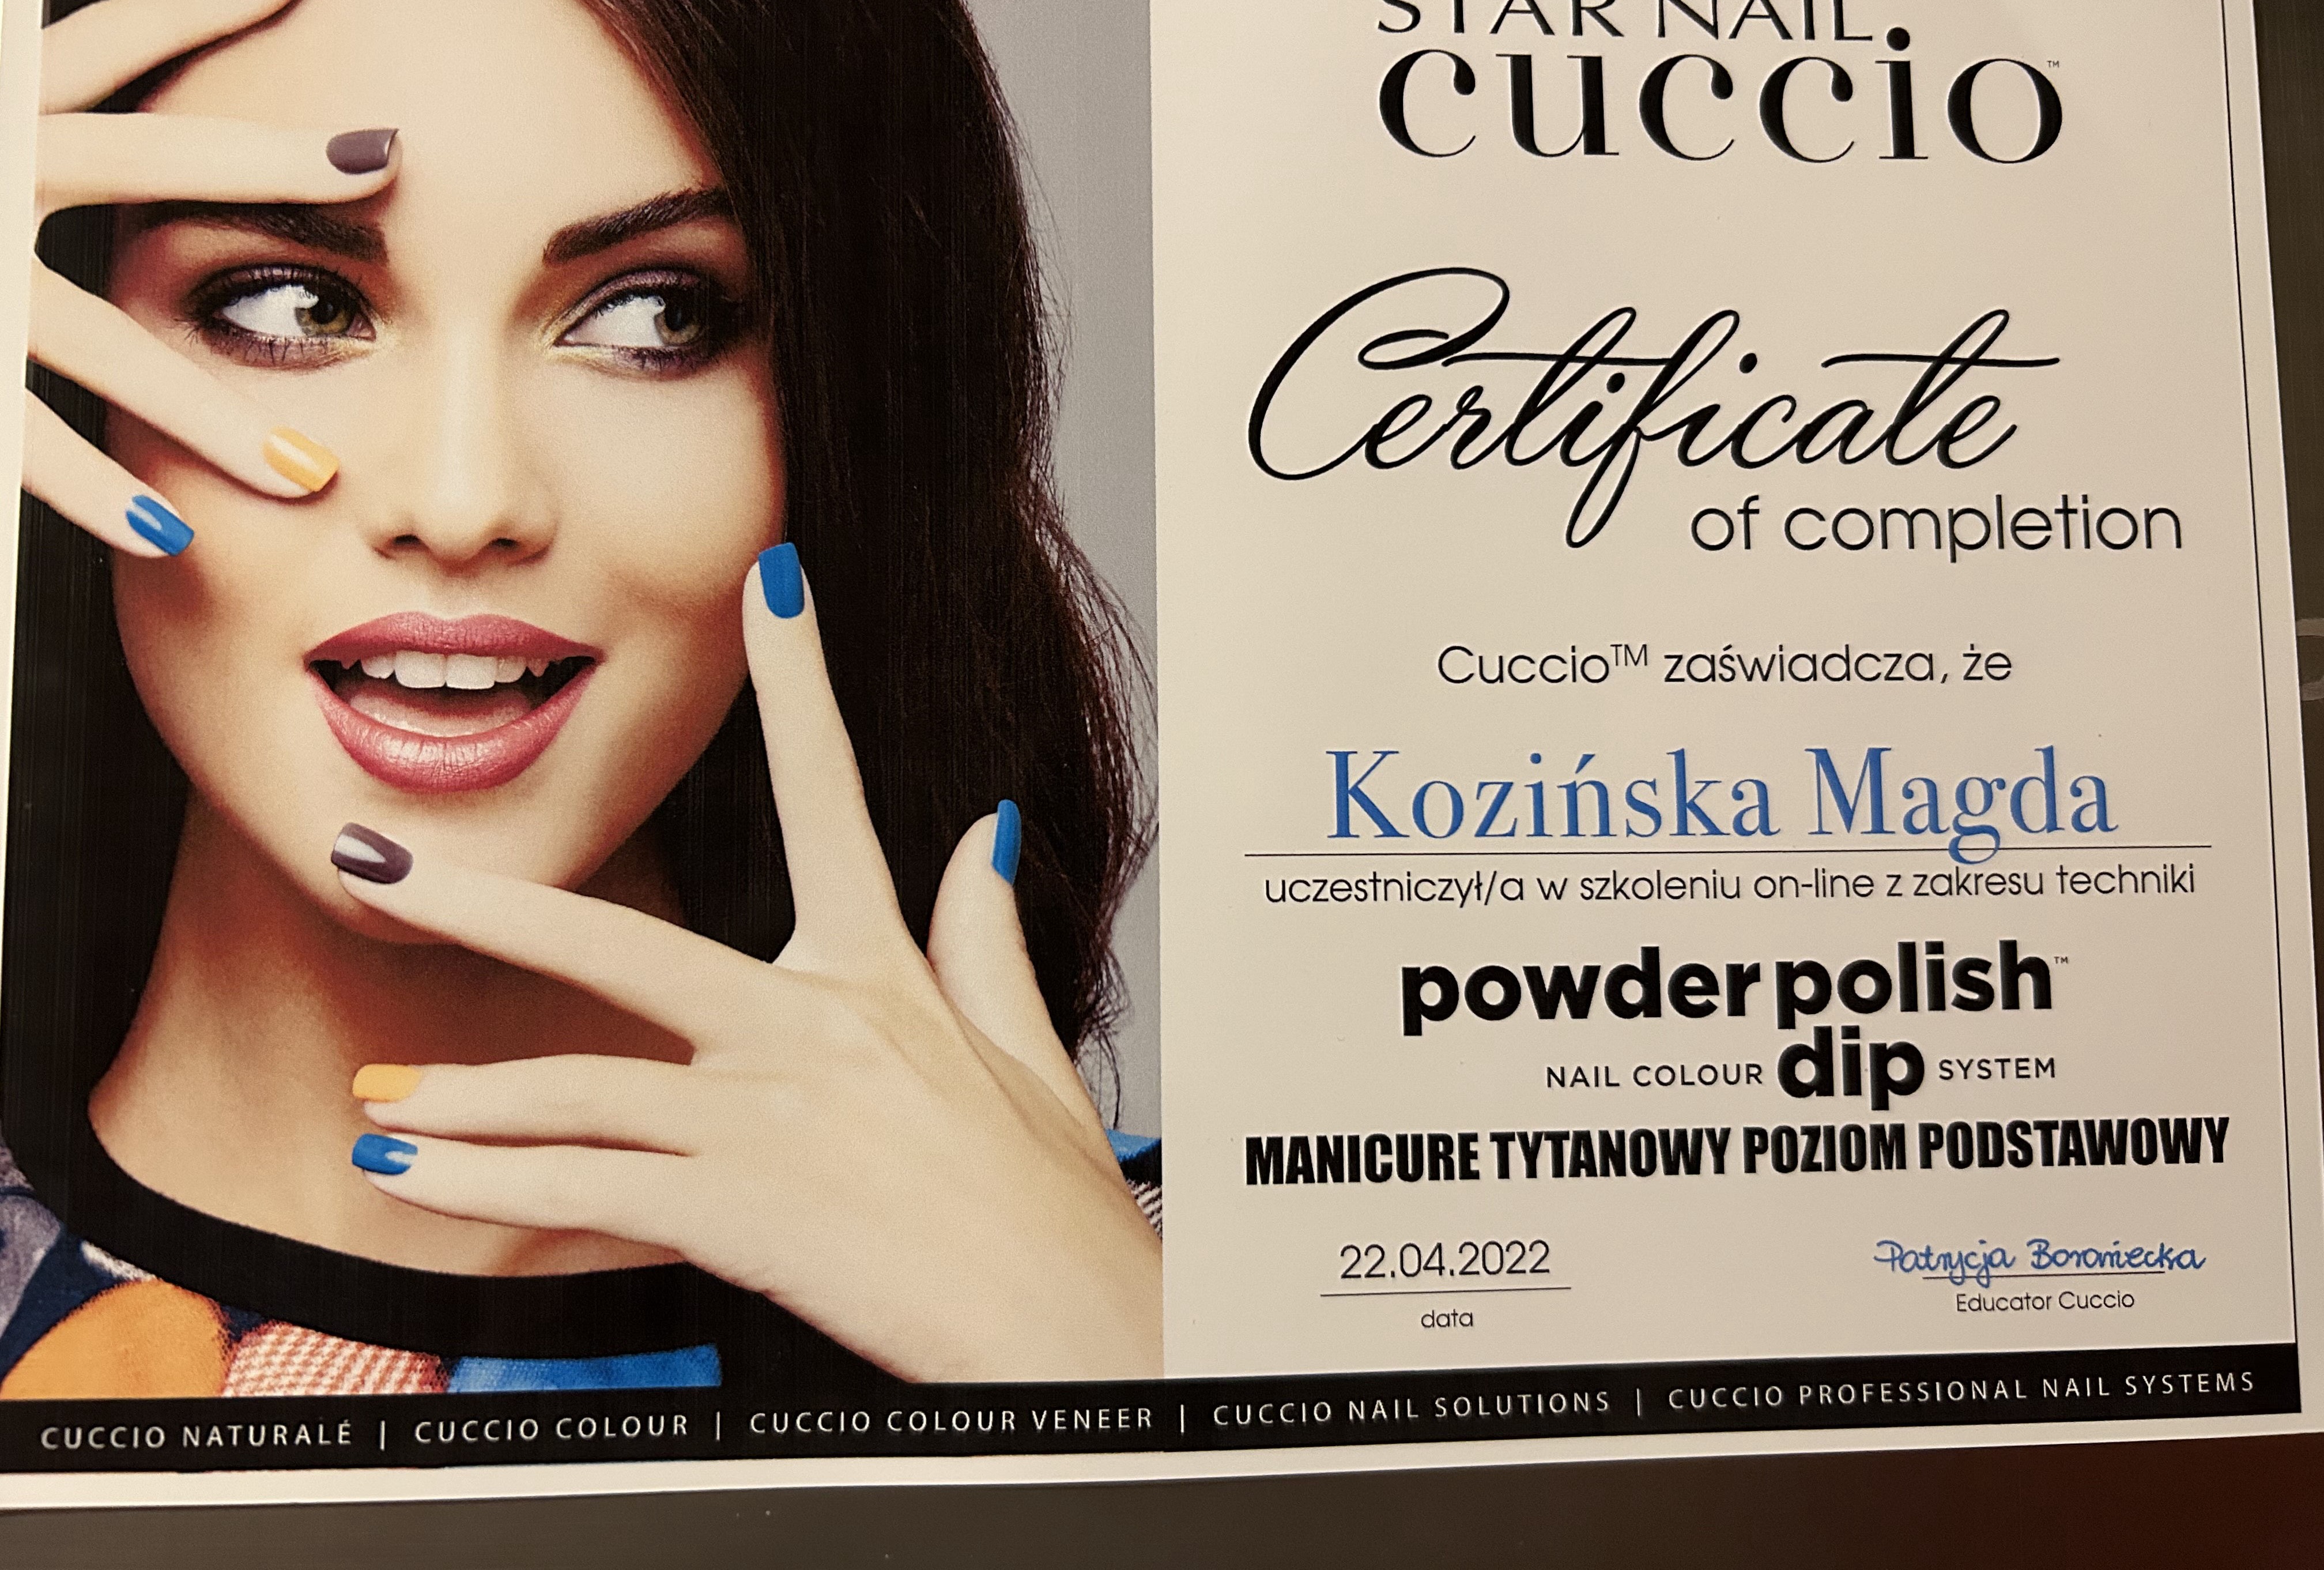 STAR NAIL
cuccio™
Certificate
of completion
Cuccio™ zaświadcza, że
Kozińska Magda
uczestniczył/a w szkoleniu on-line z zakresu techniki
powder polish™
NAIL COLOUR dip SYSTEM
MANICURE TYTANOWY POZIOM PODSTAWOWY
22.04.2022
Patrycja Boraniecka
data
Educator Cuccio
CUCCIO NATURALÉ | CUCCIO COLOUR | CUCCIO COLOUR VENEER | CUCCIO NAIL SOLUTIONS | CUCCIO PROFESSIONAL NAIL SYSTEMS